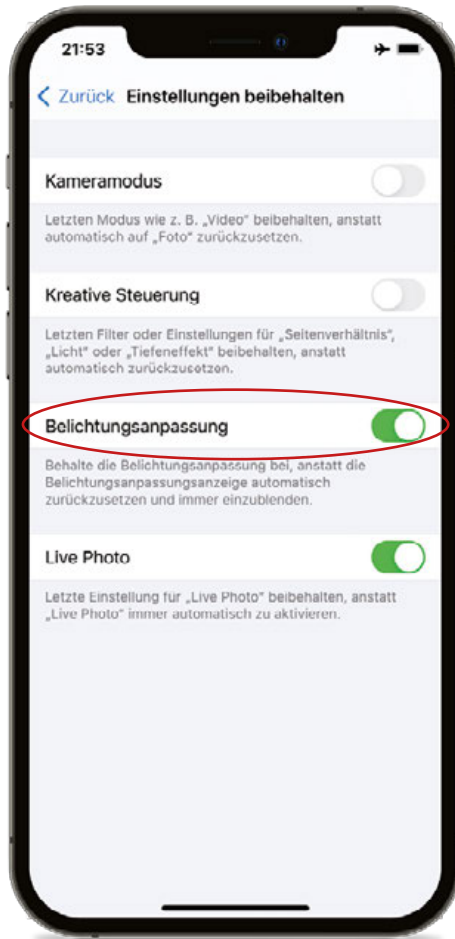 21:53
Zurück Einstellungen beibehalten
Kameramodus
Letzten Modus wie z. B. „Video“ beibehalten, anstatt
automatisch auf „Foto“ zurückzusetzen.
Kreative Steuerung
Letzten Filter oder Einstellungen für „Seitenverhältnis“,
„Licht“ oder „Tiefeneffekt“ beibehalten, anstatt
automatisch zurückzusetzen.
Belichtungsanpassung
Behalte die Belichtungsanpassung bei, anstatt die
Belichtungsanpassungsanzeige automatisch
zurückzusetzen und immer einzublenden.
Live Photo
Letzte Einstellung für „Live Photo“ beibehalten, anstatt
„Live Photo“ immer automatisch zu aktivieren.